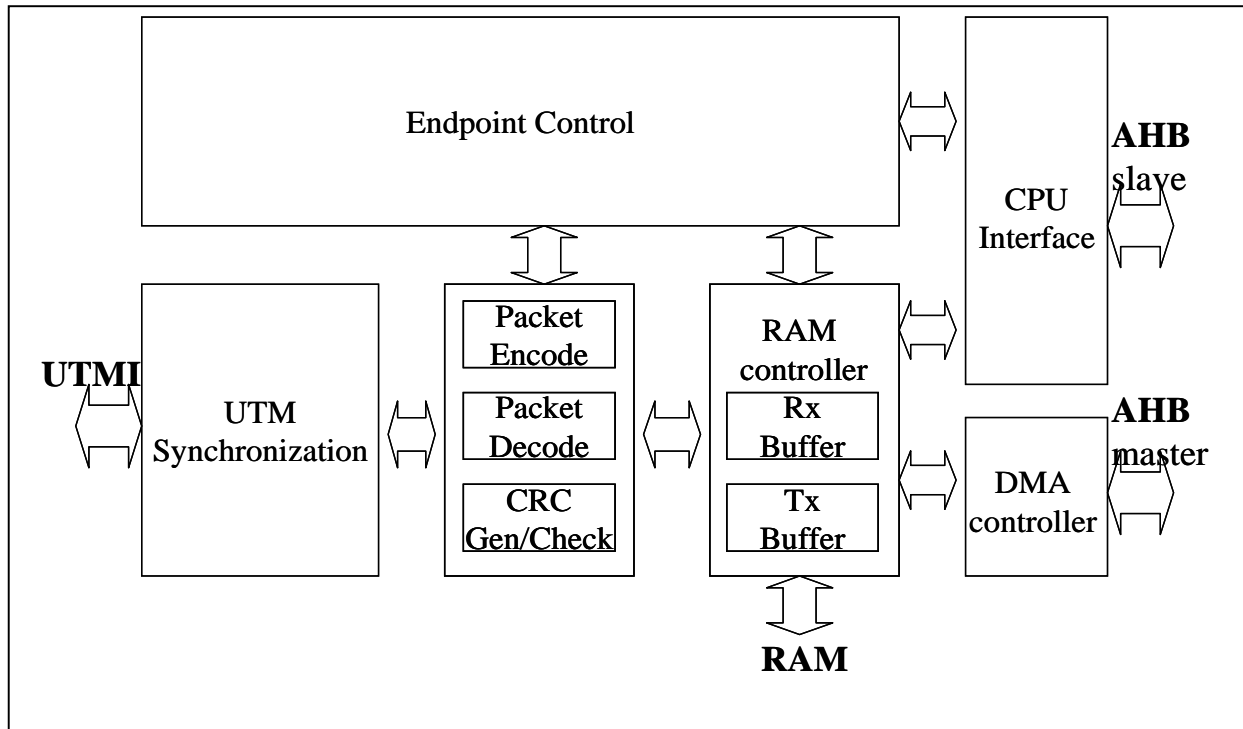 Endpoint Control
AHB
slave
CPU
Interface
UTMI
UTM
Synchronization
Packet
Encode
Packet
Decode
CRC
Gen/Check
RAM
controller
Rx
Buffer
Tx
Buffer
AHB
master
DMA
controller
RAM